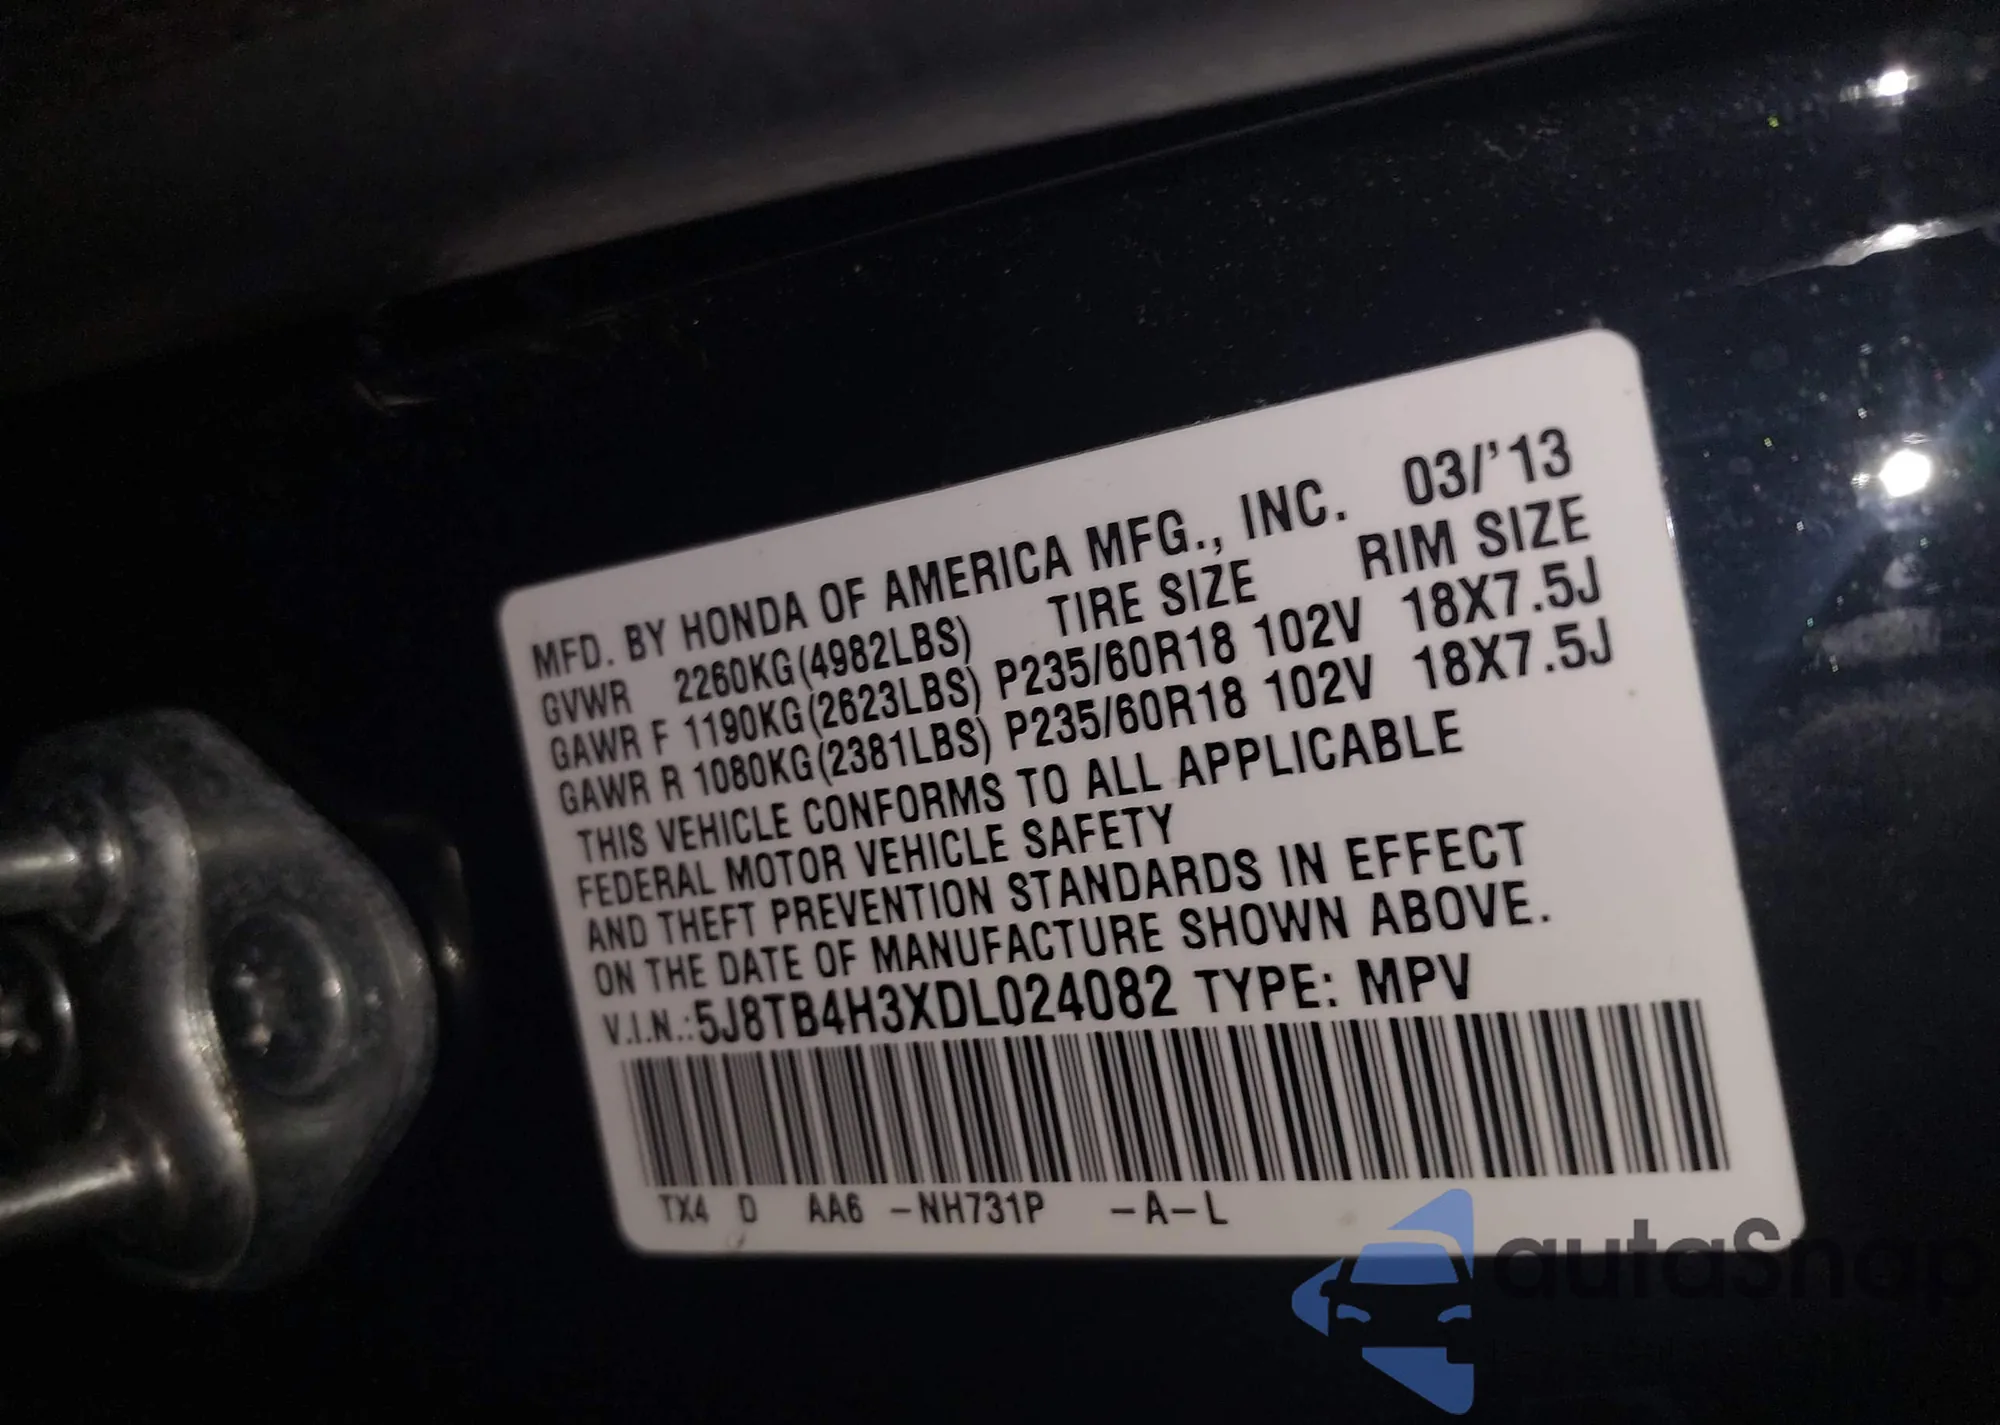 MFD. BY HONDA OF AMERICA MFG., INC. 03/'13
GVWR 2260KG(4982LBS) TIRE SIZE RIM SIZE
GAWR F 1190KG(2623LBS) P235/60R18 102V 18X7.5J
GAWR R 1080KG(2381LBS) P235/60R18 102V 18X7.5J
THIS VEHICLE CONFORMS TO ALL APPLICABLE
FEDERAL MOTOR VEHICLE SAFETY
AND THEFT PREVENTION STANDARDS IN EFFECT
ON THE DATE OF MANUFACTURE SHOWN ABOVE.
V.I.N.:5J8TB4H3XDL024082 TYPE: MPV
TX4 D AA6 -NH731P -A-L
autaSnap